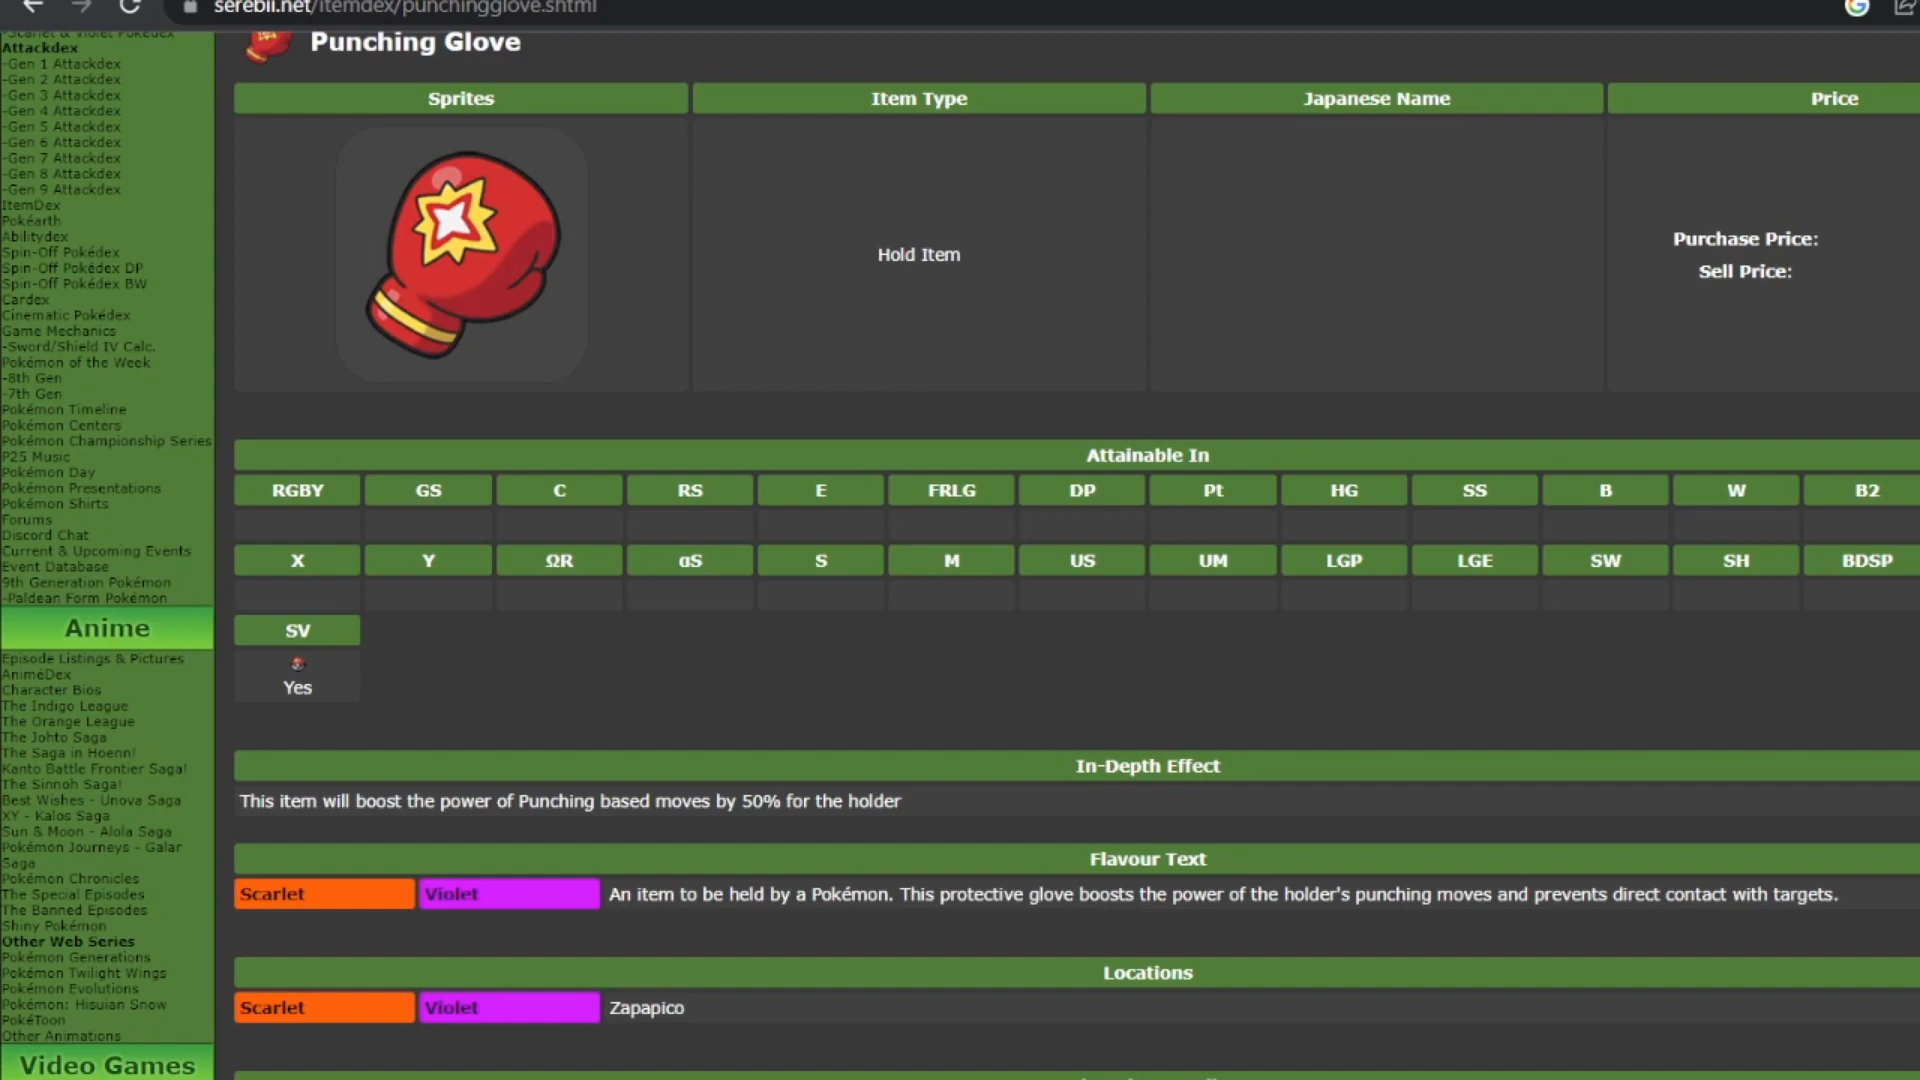 serebii.net/itemdex/punchingglove.shtml
-Scarlet & Violet Pokédex
Attackdex
-Gen 1 Attackdex
-Gen 2 Attackdex
-Gen 3 Attackdex
-Gen 4 Attackdex
-Gen 5 Attackdex
-Gen 6 Attackdex
-Gen 7 Attackdex
-Gen 8 Attackdex
-Gen 9 Attackdex
ItemDex
Pokéarth
Abilitydex
Spin-Off Pokédex
Spin-Off Pokédex DP
Spin-Off Pokédex BW
Cardex
Cinematic Pokédex
Game Mechanics
-Sword/Shield IV Calc.
Pokémon of the Week
-8th Gen
-7th Gen
Pokémon Timeline
Pokémon Centers
Pokémon Championship Series
P25 Music
Pokémon Day
Pokémon Presentations
Pokémon Shirts
Forums
Discord Chat
Current & Upcoming Events
Event Database
9th Generation Pokémon
-Paldean Form Pokémon
Anime
Episode Listings & Pictures
AniméDex
Character Bios
The Indigo League
The Orange League
The Johto Saga
The Saga in Hoenn!
Kanto Battle Frontier Saga!
The Sinnoh Saga!
Best Wishes - Unova Saga
XY - Kalos Saga
Sun & Moon - Alola Saga
Pokémon Journeys - Galar
Saga
Pokémon Chronicles
The Special Episodes
The Banned Episodes
Shiny Pokémon
Other Web Series
Pokémon Generations
Pokémon Twilight Wings
Pokémon Evolutions
Pokémon: Hisuian Snow
PokéToon
Other Animations
Video Games
Punching Glove
Sprites Item Type Japanese Name Price
Hold Item
Purchase Price:
Sell Price:
Attainable In
RGBY GS C RS E FRLG DP Pt HG SS B W B2
X Y ΩR αS S M US UM LGP LGE SW SH BDSP
SV
Yes
In-Depth Effect
This item will boost the power of Punching based moves by 50% for the holder
Flavour Text
Scarlet Violet An item to be held by a Pokémon. This protective glove boosts the power of the holder's punching moves and prevents direct contact with targets.
Locations
Scarlet Violet Zapapico